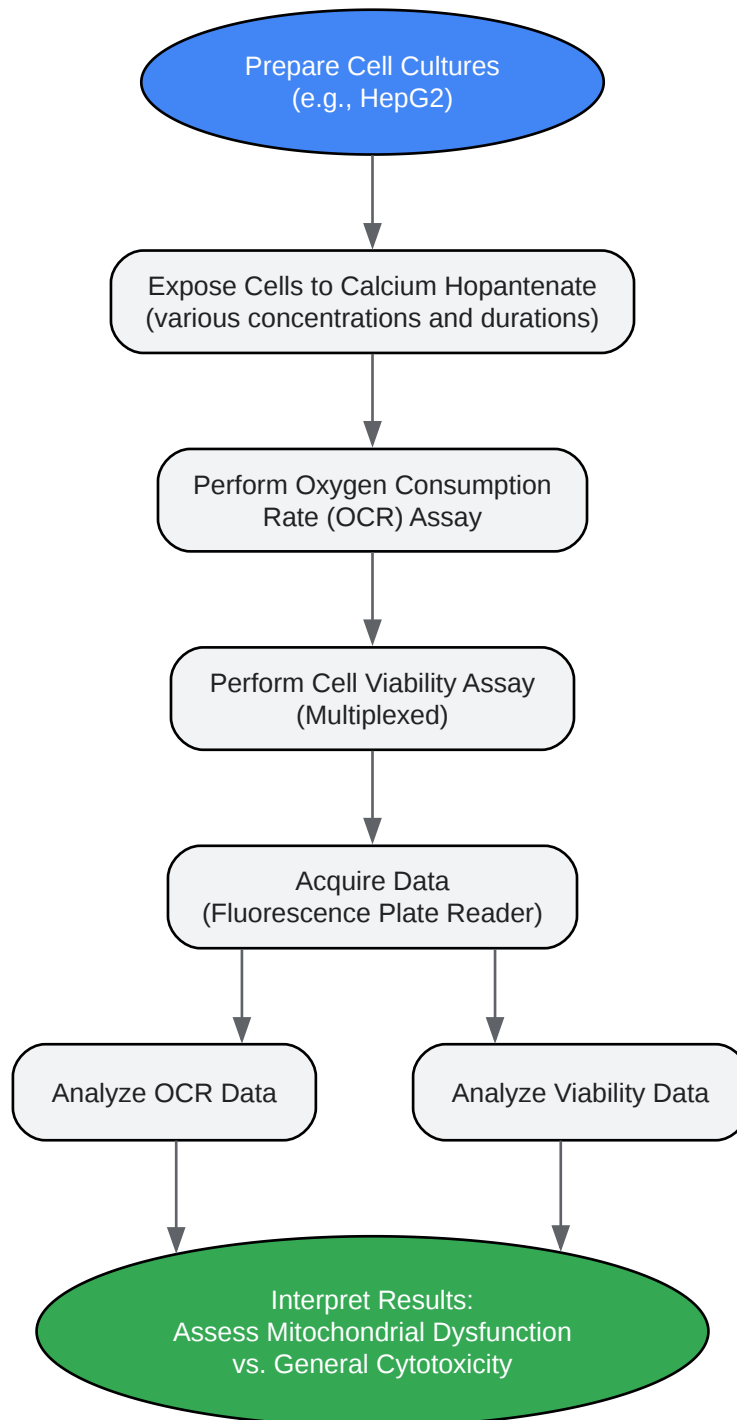 Prepare Cell Cultures
(e.g., HepG2)
Expose Cells to Calcium Hopantenate
(various concentrations and durations)
Perform Oxygen Consumption
Rate (OCR) Assay
Perform Cell Viability Assay
(Multiplexed)
Acquire Data
(Fluorescence Plate Reader)
Analyze OCR Data
Analyze Viability Data
Interpret Results:
Assess Mitochondrial Dysfunction
vs. General Cytotoxicity